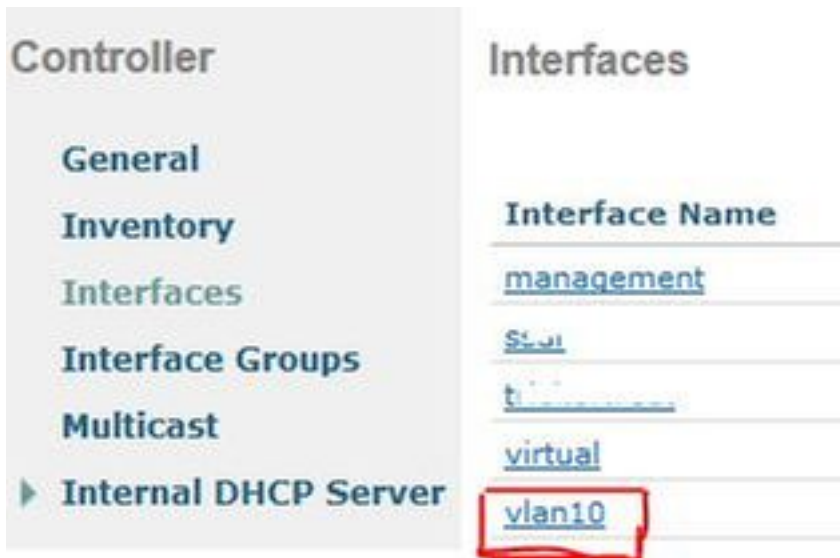 Controller
General
Inventory
Interfaces
Interface Groups
Multicast
Internal DHCP Server
Interfaces
Interface Name
management
virtual
vlan10